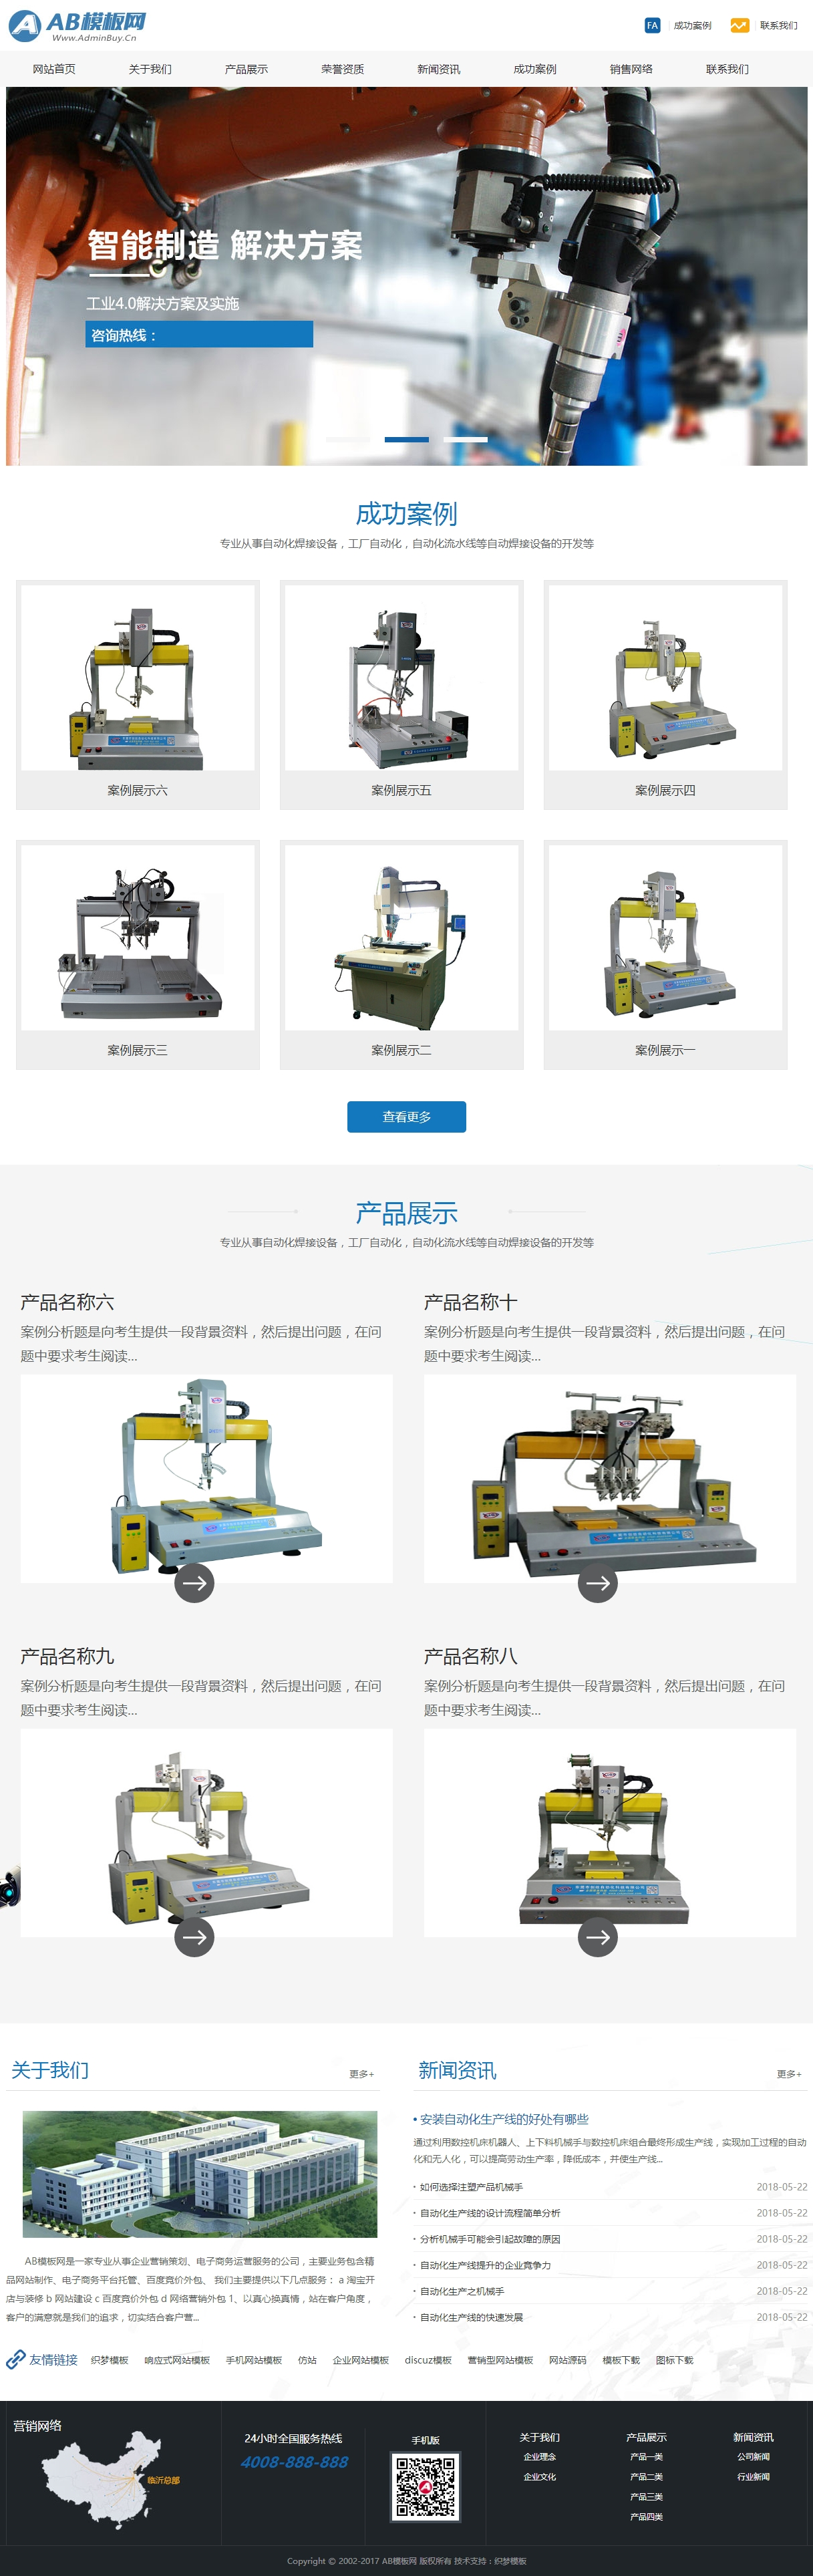 AB模板网
Www.AdminBuy.Cn
FA 成功案例 联系我们
网站首页 关于我们 产品展示 荣誉资质 新闻资讯 成功案例 销售网络 联系我们
智能制造 解决方案
工业4.0解决方案及实施
咨询热线：
成功案例
专业从事自动化焊接设备，工厂自动化，自动化流水线等自动焊接设备的开发等
案例展示六 案例展示五 案例展示四
案例展示三 案例展示二 案例展示一
查看更多
产品展示
专业从事自动化焊接设备，工厂自动化，自动化流水线等自动焊接设备的开发等
产品名称六
案例分析题是向考生提供一段背景资料，然后提出问题，在问
题中要求考生阅读...
产品名称十
案例分析题是向考生提供一段背景资料，然后提出问题，在问
题中要求考生阅读...
产品名称九
案例分析题是向考生提供一段背景资料，然后提出问题，在问
题中要求考生阅读...
产品名称八
案例分析题是向考生提供一段背景资料，然后提出问题，在问
题中要求考生阅读...
关于我们 更多+
AB模板网是一家专业从事企业营销策划、电子商务运营服务的公司，主要业务包含精
品网站制作、电子商务平台托管、百度竞价外包、 我们主要提供以下几点服务： a 淘宝开
店与装修 b 网站建设 c 百度竞价外包 d 网络营销外包 1、以真心换真情，站在客户角度，
客户的满意就是我们的追求，切实结合客户营...
新闻资讯 更多+
• 安装自动化生产线的好处有哪些
通过利用数控机床机器人、上下料机械手与数控机床组合最终形成生产线，实现加工过程的自动
化和无人化，可以提高劳动生产率，降低成本，并使生产线...
· 如何选择注塑产品机械手 2018-05-22
· 自动化生产线的设计流程简单分析 2018-05-22
· 分析机械手可能会引起故障的原因 2018-05-22
· 自动化生产线提升的企业竞争力 2018-05-22
· 自动化生产之机械手 2018-05-22
· 自动化生产线的快速发展 2018-05-22
友情链接 织梦模板 响应式网站模板 手机网站模板 仿站 企业网站模板 discuz模板 营销型网站模板 网站源码 模板下载 图标下载
营销网络
临沂总部
24小时全国服务热线
4008-888-888
手机版
关于我们
企业理念
企业文化
产品展示
产品一类
产品二类
产品三类
产品四类
新闻资讯
公司新闻
行业新闻
Copyright © 2002-2017 AB模板网 版权所有 技术支持：织梦模板